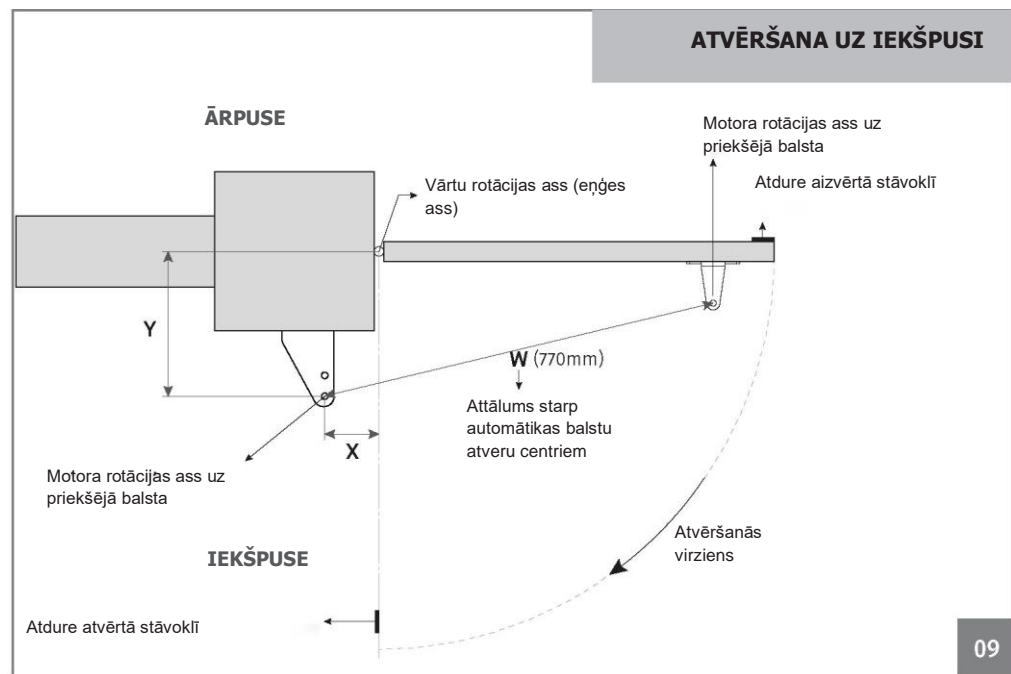 ATVĒRŠANA UZ IEKŠPUSI
ĀRPUSE
Motora rotācijas ass uz
priekšējā balsta
Vārtu rotācijas ass (eņģes
ass)
Atdure aizvērtā stāvoklī
Y
W (770mm)
Attālums starp
automātikas balstu
atveru centriem
X
Motora rotācijas ass uz
priekšējā balsta
Atvēršanās
virziens
IEKŠPUSE
Atdure atvērtā stāvoklī
09